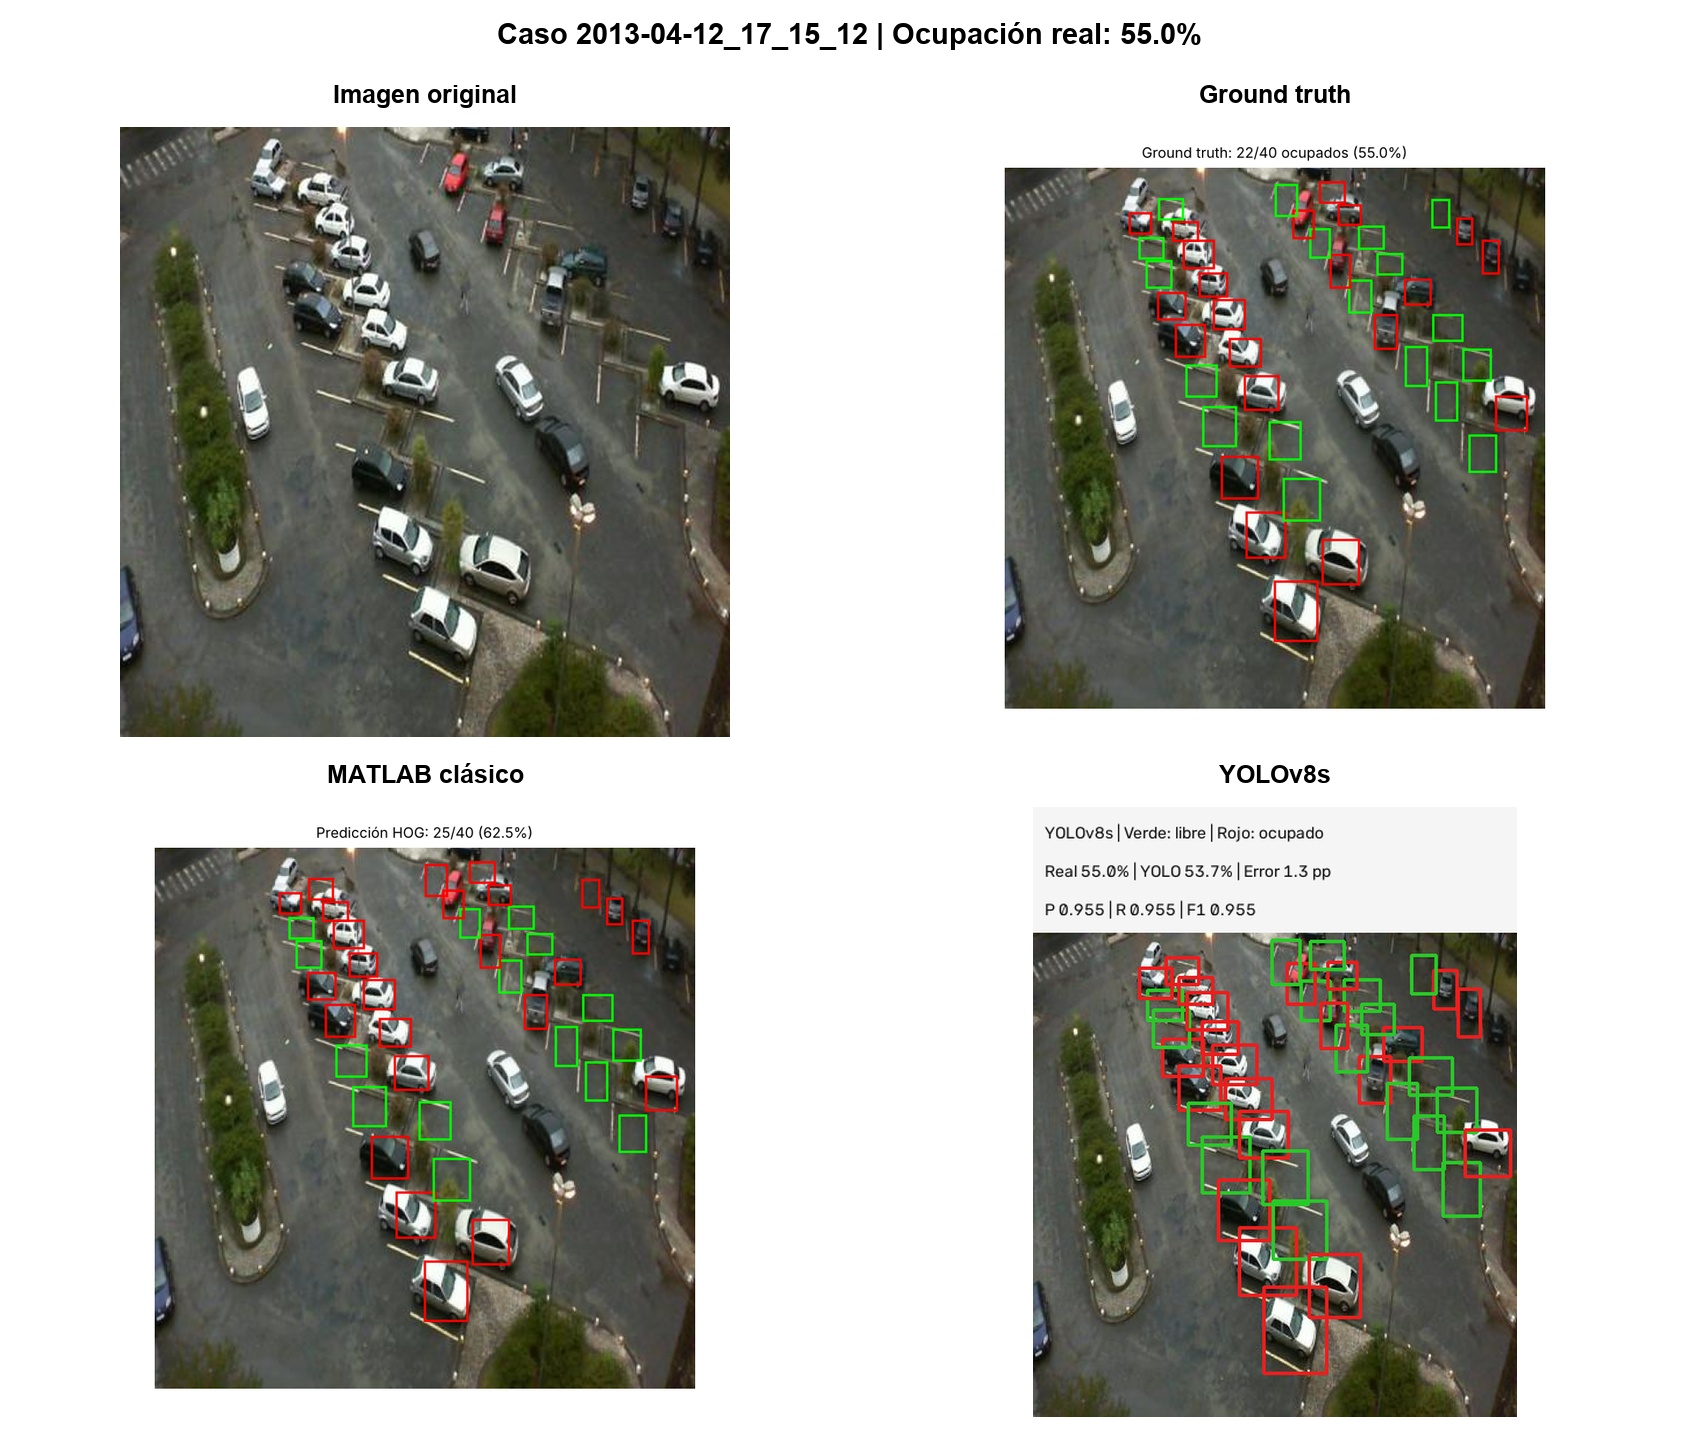 Caso 2013-04-12_17_15_12 | Ocupación real: 55.0%
Imagen original
Ground truth
Ground truth: 22/40 ocupados (55.0%)
MATLAB clásico
YOLOv8s
Predicción HOG: 25/40 (62.5%)
YOLOv8s | Verde: libre | Rojo: ocupado
Real 55.0% | YOLO 53.7% | Error 1.3 pp
P 0.955 | R 0.955 | F1 0.955